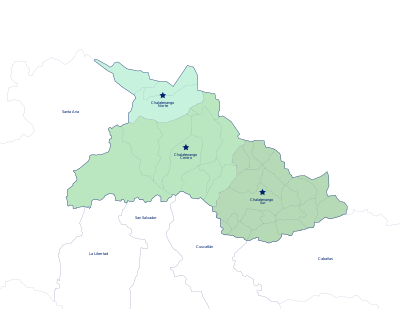 Chalatenango
Norte
Santa Ana
Chalatenango
Centro
Chalatenango
Sur
San Salvador
La Libertad
Cuscatlán
Cabañas